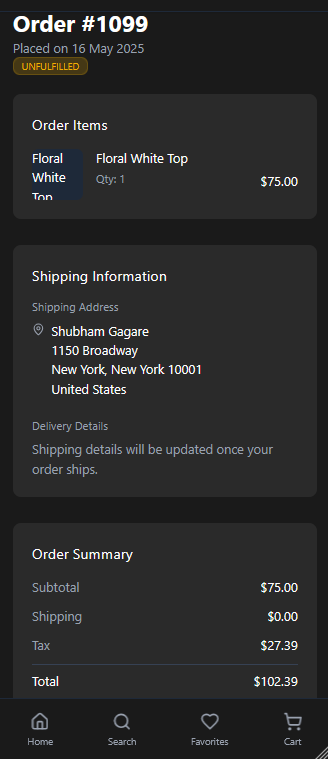 Order #1099
Placed on 16 May 2025
UNFULFILLED
Order Items
Floral
White
Top
Floral White Top
Qty: 1
$75.00
Shipping Information
Shipping Address
Shubham Gagare
1150 Broadway
New York, New York 10001
United States
Delivery Details
Shipping details will be updated once your
order ships.
Order Summary
Subtotal $75.00
Shipping $0.00
Tax $27.39
Total $102.39
Home Search Favorites Cart